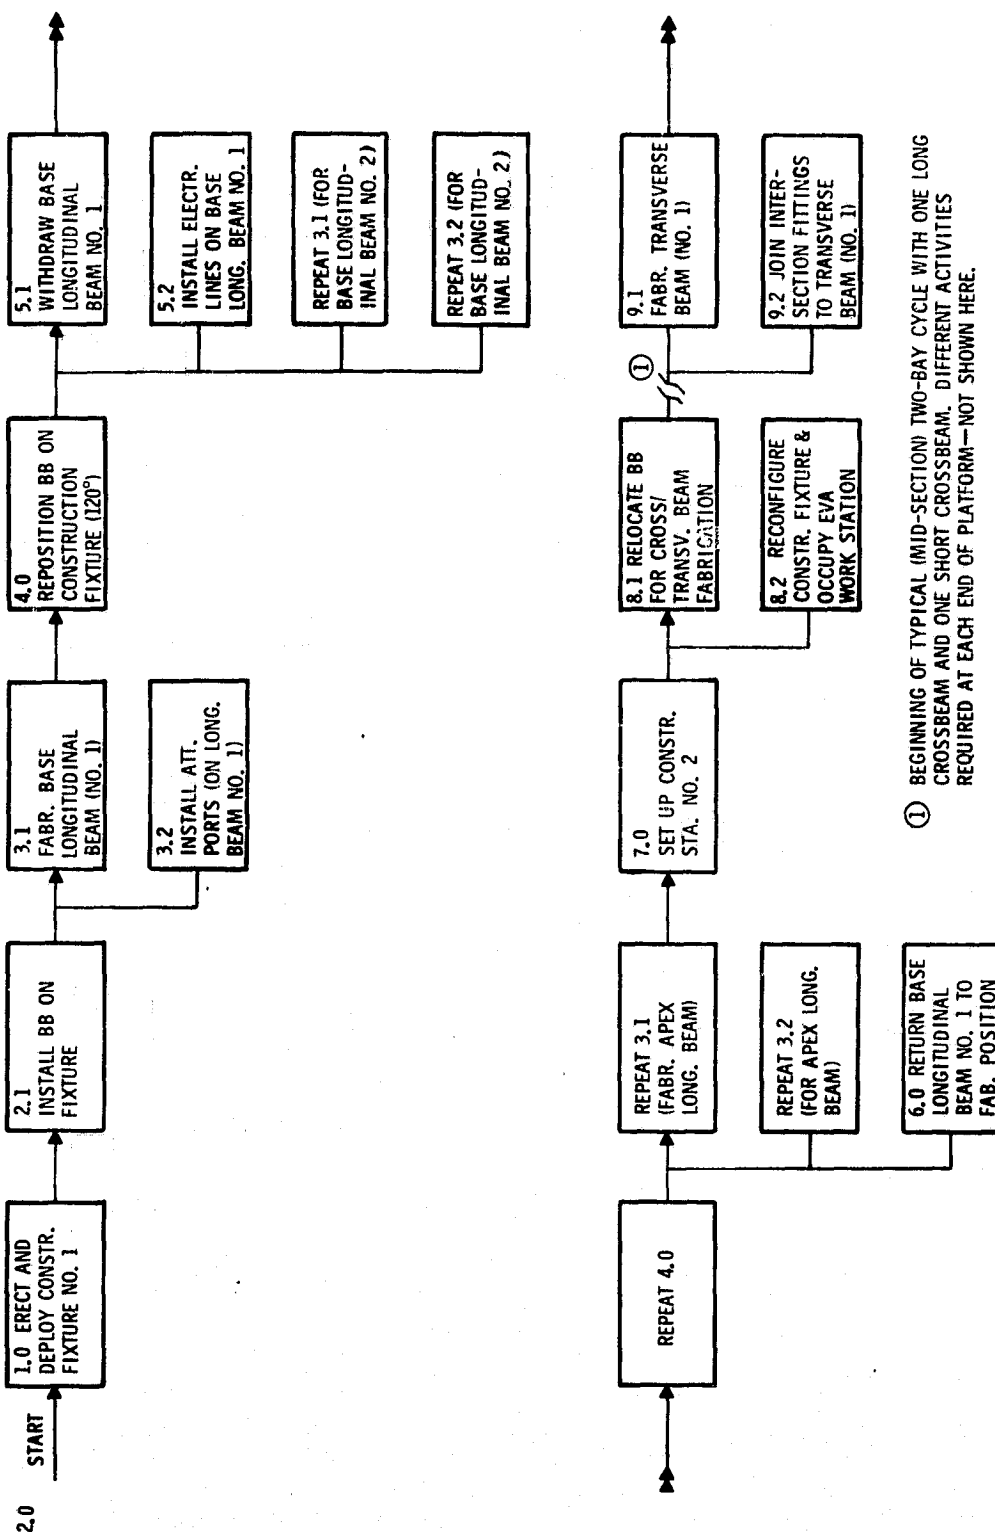 2.0
START
1.0 ERECT AND
DEPLOY CONSTR.
FIXTURE NO. 1
2.1
INSTALL BB ON
FIXTURE
3.1
FABR. BASE
LONGITUDINAL
BEAM (NO. 1)
3.2
INSTALL ATT.
PORTS (ON LONG.
BEAM NO. 1)
4.0
REPOSITION BB ON
CONSTRUCTION
FIXTURE (120°)
5.1
WITHDRAW BASE
LONGITUDINAL
BEAM NO. 1
5.2
INSTALL ELECTR.
LINES ON BASE
LONG. BEAM NO. 1
REPEAT 3.1 (FOR
BASE LONGITUD-
INAL BEAM NO. 2)
REPEAT 3.2 (FOR
BASE LONGITUD-
INAL BEAM NO. 2)
REPEAT 4.0
REPEAT 3.1
(FABR. APEX
LONG. BEAM)
REPEAT 3.2
(FOR APEX LONG.
BEAM)
6.0 RETURN BASE
LONGITUDINAL
BEAM NO. 1 TO
FAB. POSITION
7.0
SET UP CONSTR.
STA. NO. 2
8.1 RELOCATE BB
FOR CROSS/
TRANSV. BEAM
FABRICATION
8.2 RECONFIGURE
CONSTR. FIXTURE &
OCCUPY EVA
WORK STATION
①
9.1
FABR. TRANSVERSE
BEAM (NO. 1)
9.2 JOIN INTER-
SECTION FITTINGS
TO TRANSVERSE
BEAM (NO. 1)
① BEGINNING OF TYPICAL (MID-SECTION) TWO-BAY CYCLE WITH ONE LONG
CROSSBEAM AND ONE SHORT CROSSBEAM. DIFFERENT ACTIVITIES
REQUIRED AT EACH END OF PLATFORM—NOT SHOWN HERE.